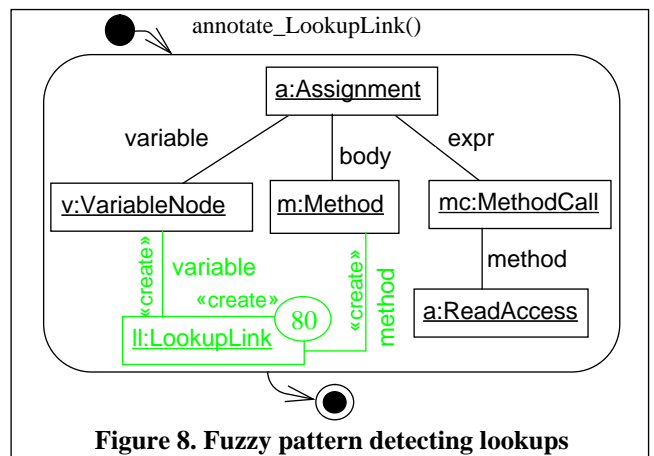 annotate_LookupLink()
a:Assignment
variable
body
expr
v:VariableNode
m:Method
mc:MethodCall
«create»
variable
«create»
method
method
«create»
80
a:ReadAccess
ll:LookupLink
Figure 8. Fuzzy pattern detecting lookups